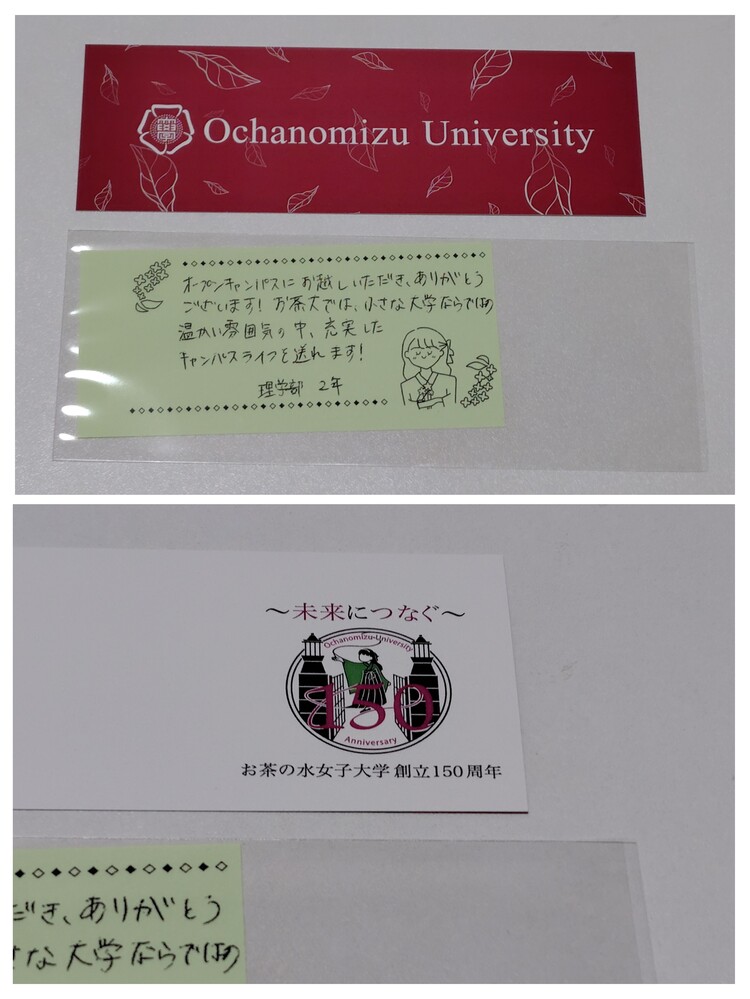 Ochanomizu University
オープンキャンパスにお越しいただき、ありがとう
ございます！お茶大では、小さな大学ならではの
温かい雰囲気の中、充実した
キャンパスライフを送れます！
理学部 2年
～未来につなぐ～
Ochanomizu University
150
Anniversary
お茶の水女子大学 創立150周年
だき、ありがとう
さな大学ならではの